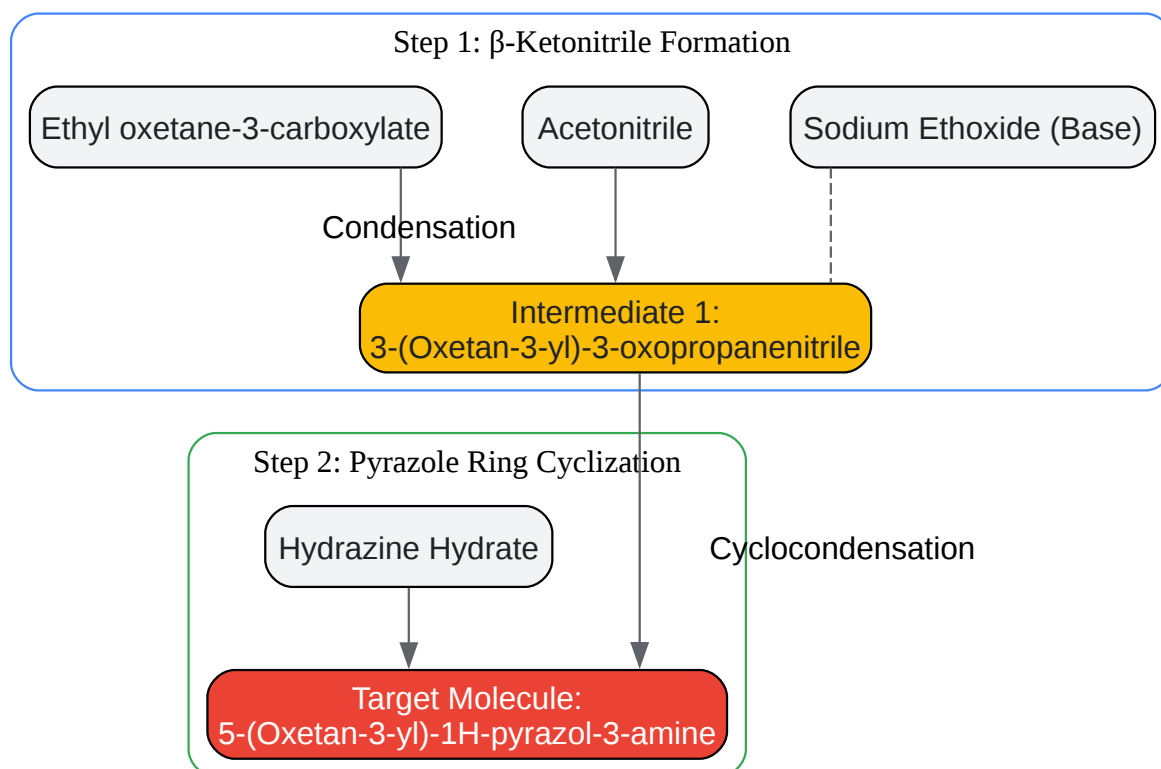 Step 1: β-Ketonitrile Formation
Ethyl oxetane-3-carboxylate
Acetonitrile
Sodium Ethoxide (Base)
Condensation
Intermediate 1:
3-(Oxetan-3-yl)-3-oxopropanenitrile
Step 2: Pyrazole Ring Cyclization
Hydrazine Hydrate
Cyclocondensation
Target Molecule:
5-(Oxetan-3-yl)-1H-pyrazol-3-amine